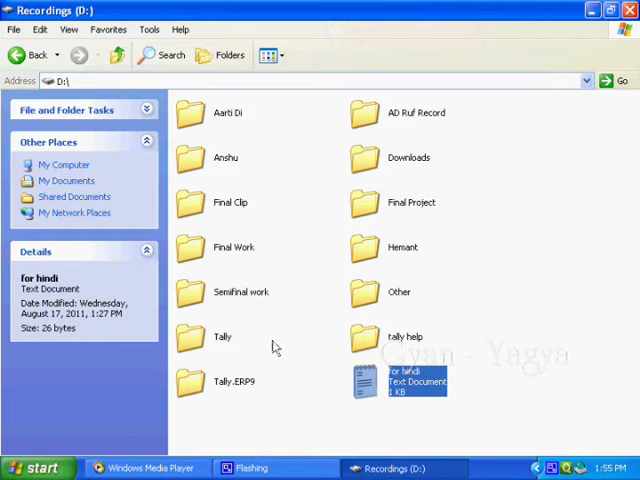 Recordings (D:)
File Edit View Favorites Tools Help
Back Search Folders
Address D:\ Go
File and Folder Tasks
Other Places
My Computer
My Documents
Shared Documents
My Network Places
Details
for hindi
Text Document
Date Modified: Wednesday,
August 17, 2011, 1:27 PM
Size: 26 bytes
Aarti Di AD Ruf Record
Anshu Downloads
Final Clip Final Project
Final Work Hemant
Semifinal work Other
Tally tally help
Gyan - Yagya
Tally.ERP9 for hindi
Text Document
1 KB
start Windows Media Player Flashing Recordings (D:) 1:55 PM